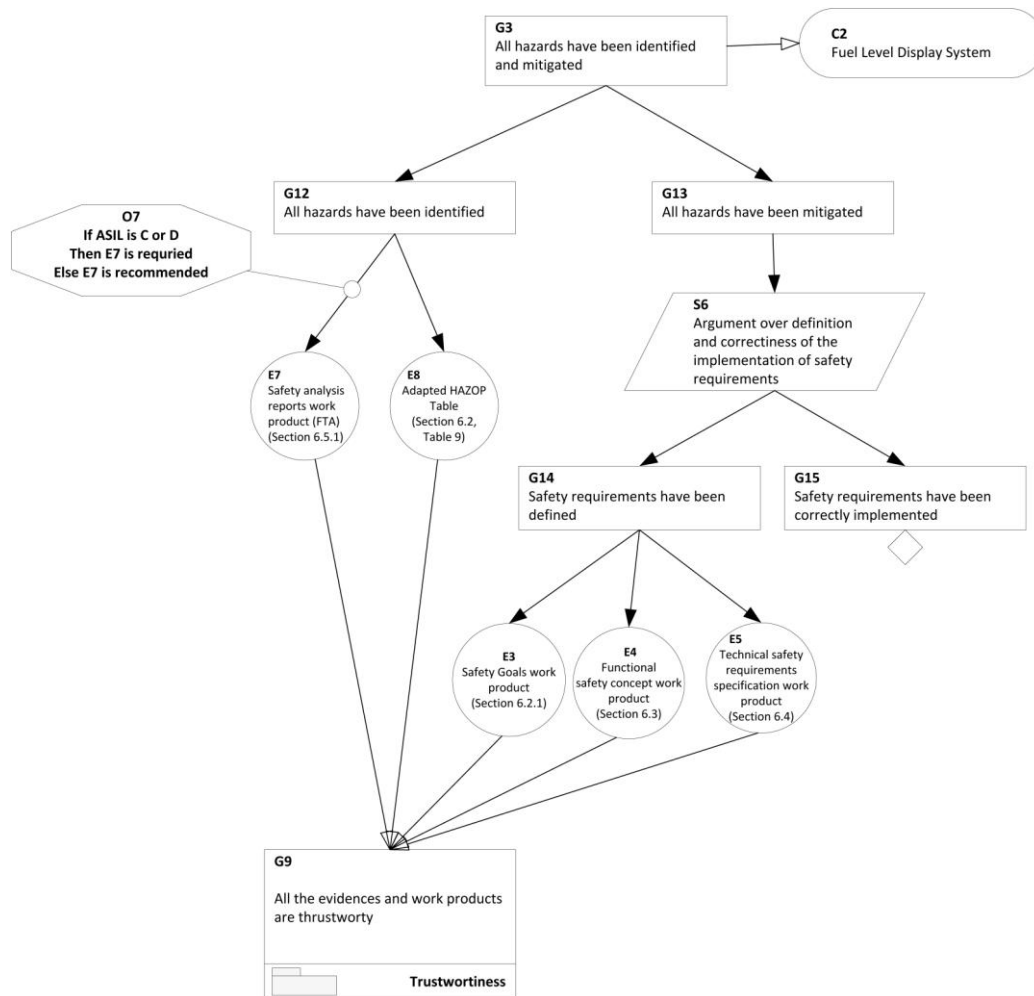 G3
All hazards have been identified
and mitigated
C2
Fuel Level Display System
G12
All hazards have been identified
G13
All hazards have been mitigated
O7
If ASIL is C or D
Then E7 is requried
Else E7 is recommended
S6
Argument over definition
and correctiness of the
implementation of safety
requirements
E7
Safety analysis
reports work
product (FTA)
(Section 6.5.1)
E8
Adapted HAZOP
Table
(Section 6.2,
Table 9)
G14
Safety requirements have been
defined
G15
Safety requirements have been
correctly implemented
E3
Safety Goals work
product
(Section 6.2.1)
E4
Functional
safety concept work
product
(Section 6.3)
E5
Technical safety
requirements
specification work
product
(Section 6.4)
G9
All the evidences and work products
are thrustworty
Trustwortiness